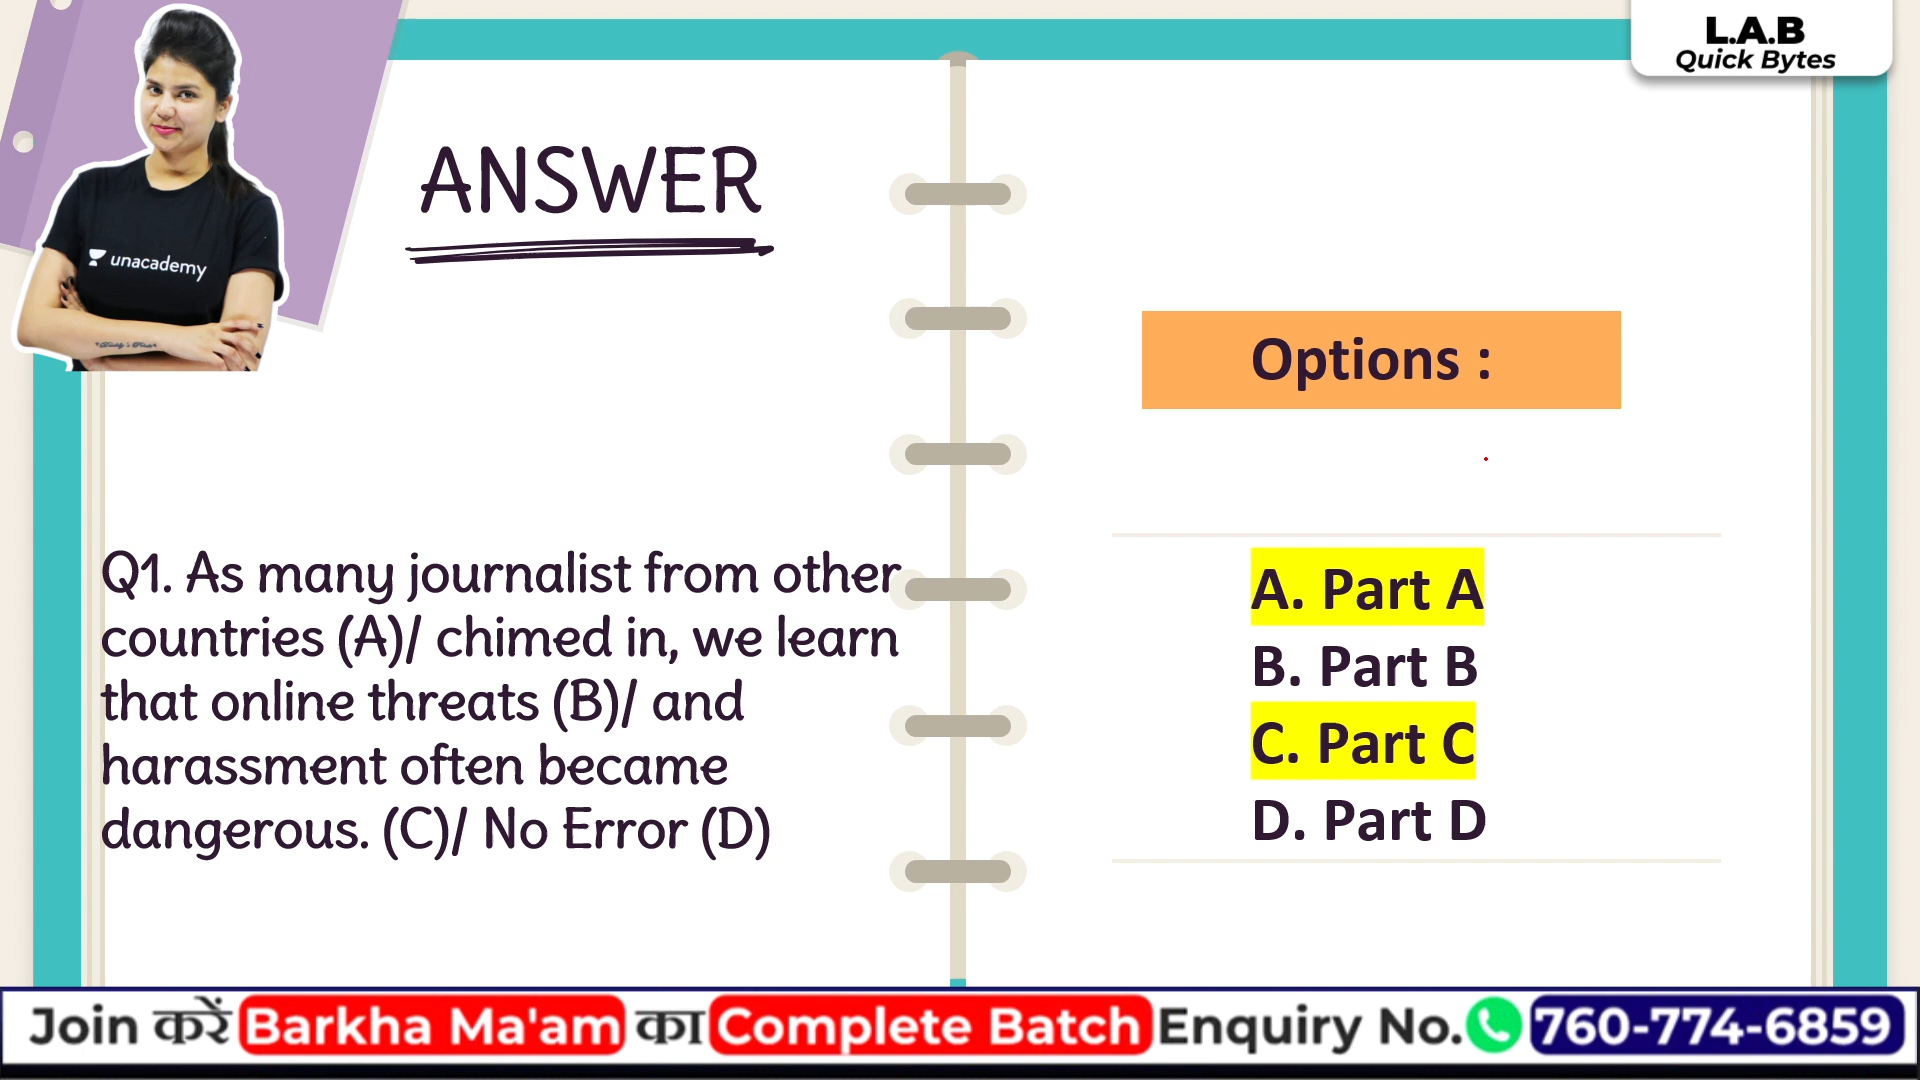 L.A.B
Quick Bytes
unacademy
ANSWER
Options :
Q1. As many journalist from other
countries (A)/ chimed in, we learn
that online threats (B)/ and
harassment often became
dangerous. (C)/ No Error (D)
A. Part A
B. Part B
C. Part C
D. Part D
Join करें Barkha Ma'am का Complete Batch Enquiry No. 760-774-6859